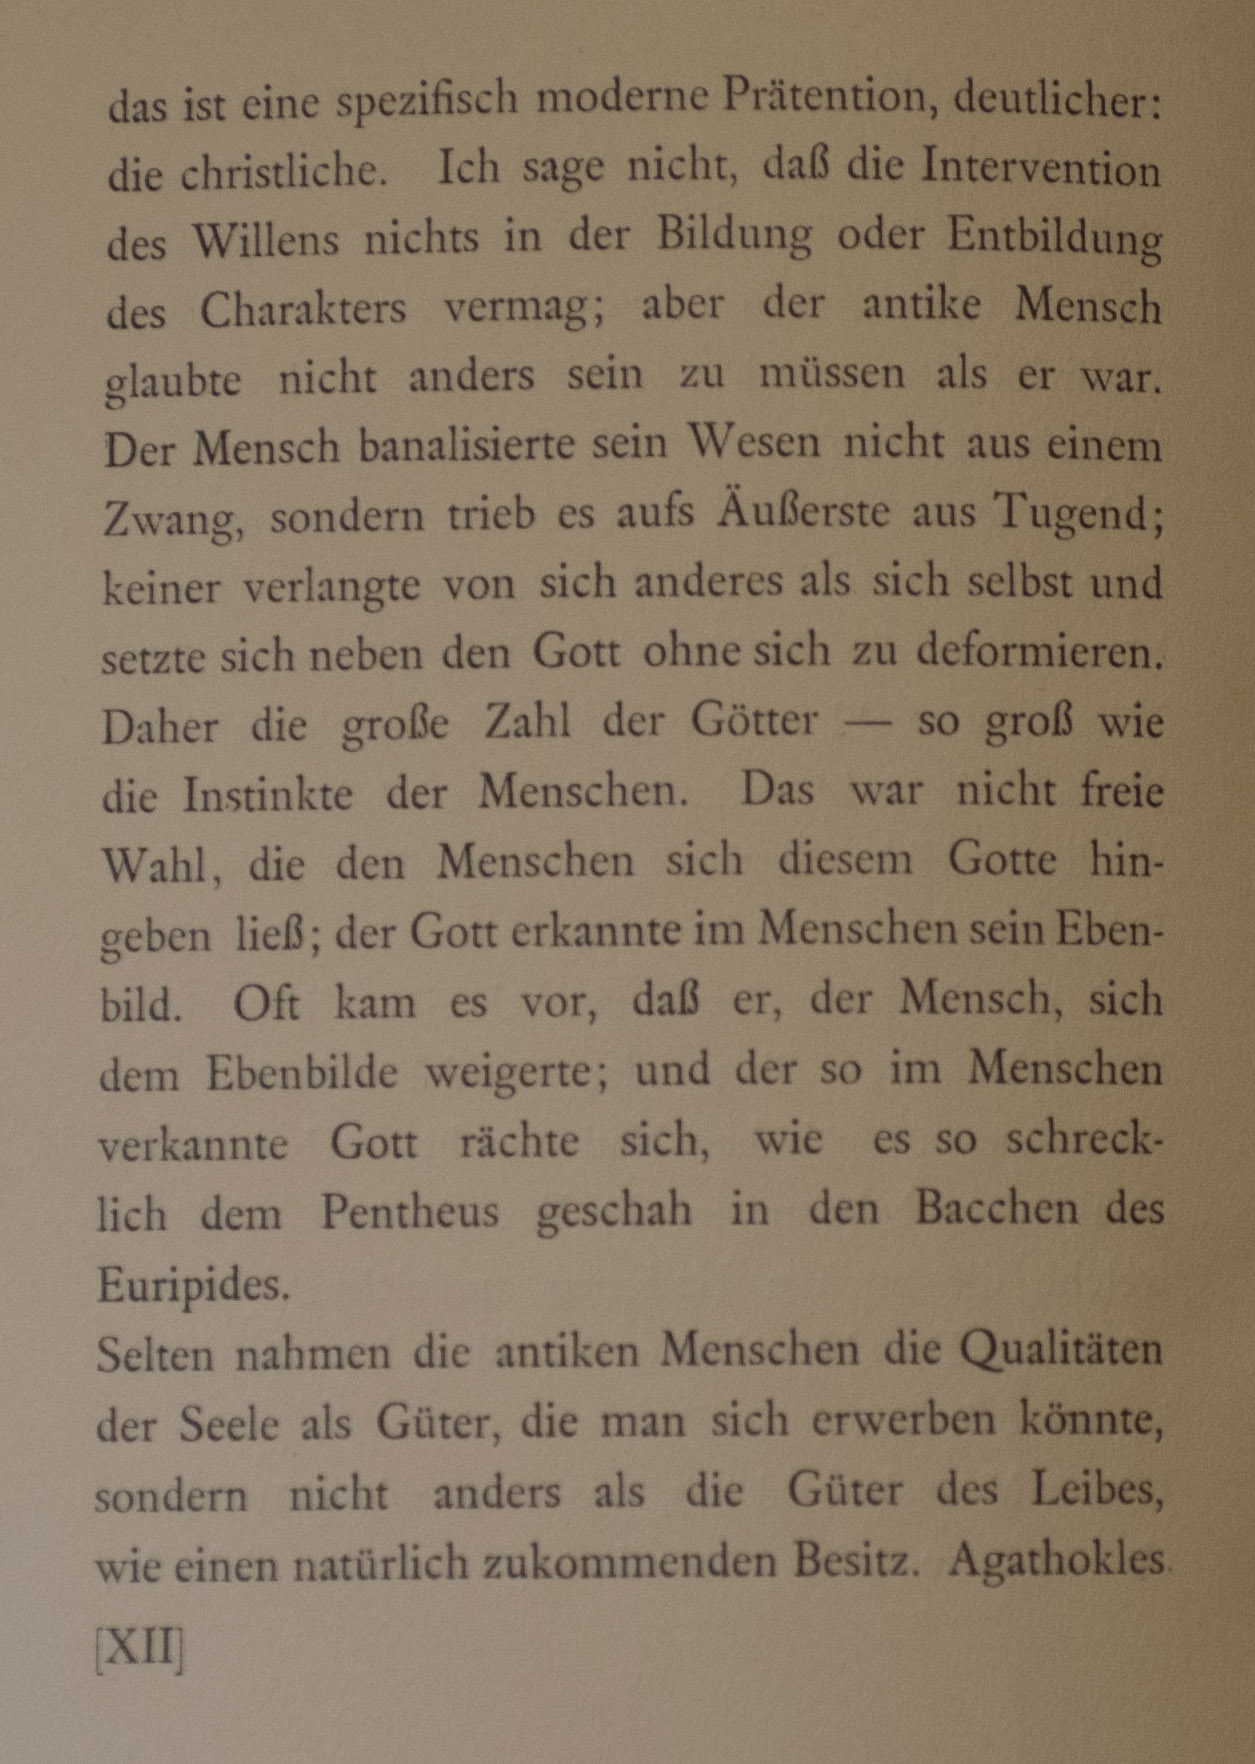 das ist eine spezifisch moderne Prätention, deutlicher:
die christliche. Ich sage nicht, daß die Intervention
des Willens nichts in der Bildung oder Entbildung
des Charakters vermag; aber der antike Mensch
glaubte nicht anders sein zu müssen als er war.
Der Mensch banalisierte sein Wesen nicht aus einem
Zwang, sondern trieb es aufs Äußerste aus Tugend;
keiner verlangte von sich anderes als sich selbst und
setzte sich neben den Gott ohne sich zu deformieren.
Daher die große Zahl der Götter — so groß wie
die Instinkte der Menschen. Das war nicht freie
Wahl, die den Menschen sich diesem Gotte hin-
geben ließ; der Gott erkannte im Menschen sein Eben-
bild. Oft kam es vor, daß er, der Mensch, sich
dem Ebenbilde weigerte; und der so im Menschen
verkannte Gott rächte sich, wie es so schreck-
lich dem Pentheus geschah in den Bacchen des
Euripides.
Selten nahmen die antiken Menschen die Qualitäten
der Seele als Güter, die man sich erwerben könnte,
sondern nicht anders als die Güter des Leibes,
wie einen natürlich zukommenden Besitz. Agathokles
[XII]